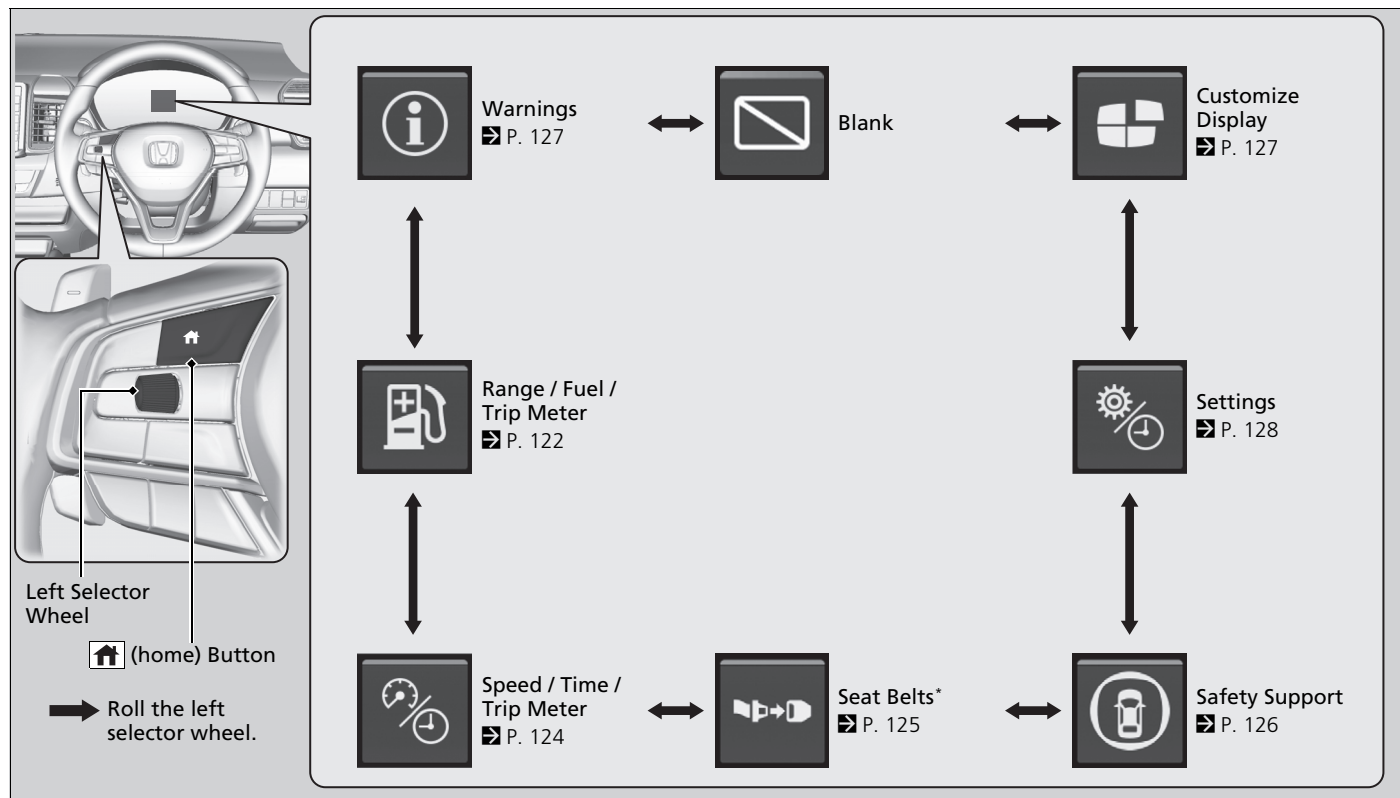 Warnings
P. 127
Blank
Customize
Display
P. 127
Range / Fuel /
Trip Meter
P. 122
Settings
P. 128
Left Selector
Wheel
(home) Button
Roll the left
selector wheel.
Speed / Time /
Trip Meter
P. 124
Seat Belts*
P. 125
Safety Support
P. 126